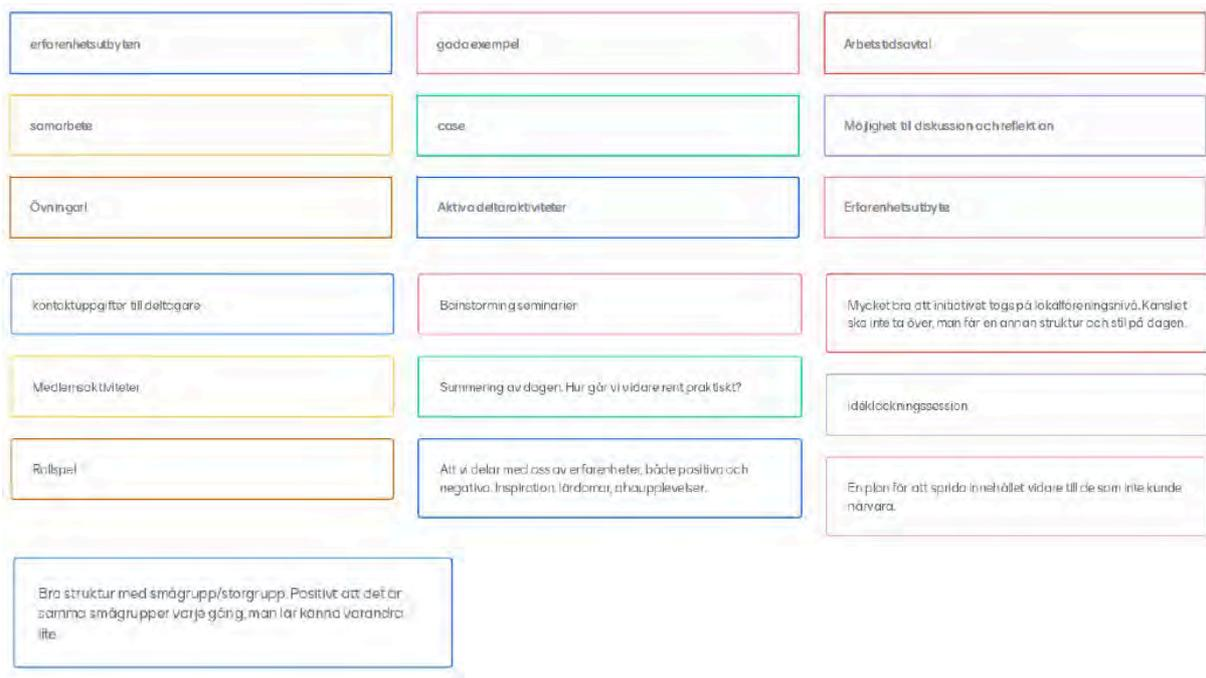 erfarenhetsutbyten
goda exempel
Arbetstidsavtal
samarbete
case
Möjlighet till diskussion och reflektion
Övningar!
Aktiva deltaraktiviteter
Erfarenhetsutbyte
kontaktuppgifter till deltagare
Bainstorming seminarier
Mycket bra att initiativet togs på lokalföreningsnivå. Kansliet
ska inte ta över, man får en annan struktur och stil på dagen.
Medlemsaktiviteter
Summering av dagen. Hur går vi vidare rent praktiskt?
idékläckningssession
Rollspel
Att vi delar med oss av erfarenheter, både positiva och
negativa. Inspiration, lärdomar, ahaupplevelser.
En plan för att sprida innehållet vidare till de som inte kunde
närvara.
Bra struktur med smågrupp/storgrupp. Positivt att det är
samma smågrupper varje gång, man lär känna varandra
lite.